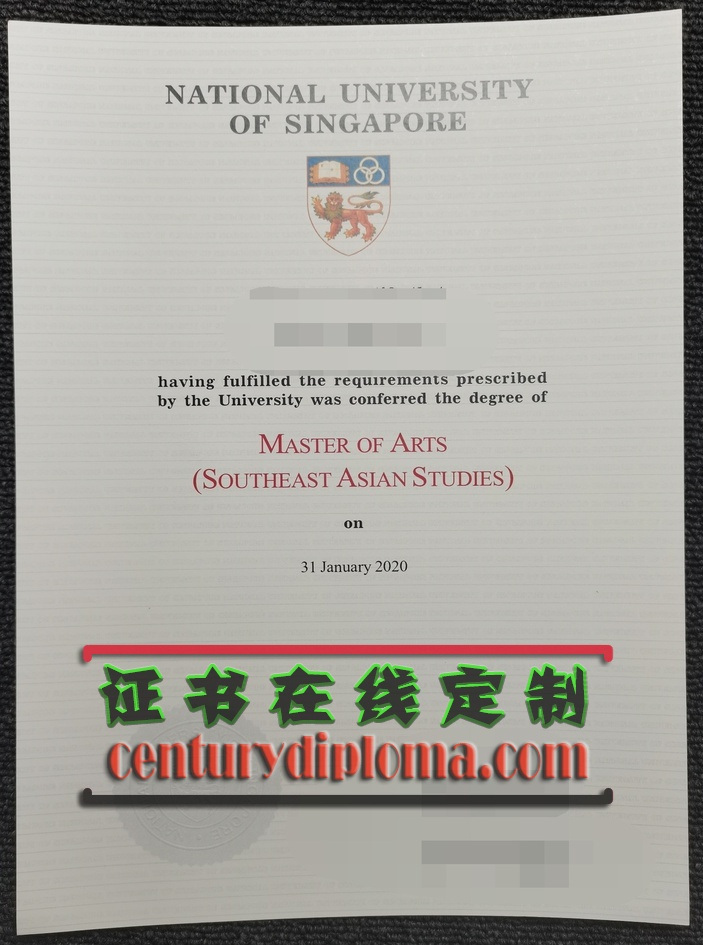 NATIONAL UNIVERSITY
OF SINGAPORE
having fulfilled the requirements prescribed
by the University was conferred the degree of
MASTER OF ARTS
(SOUTHEAST ASIAN STUDIES)
on
31 January 2020
证书在线定制
centurydiploma.com